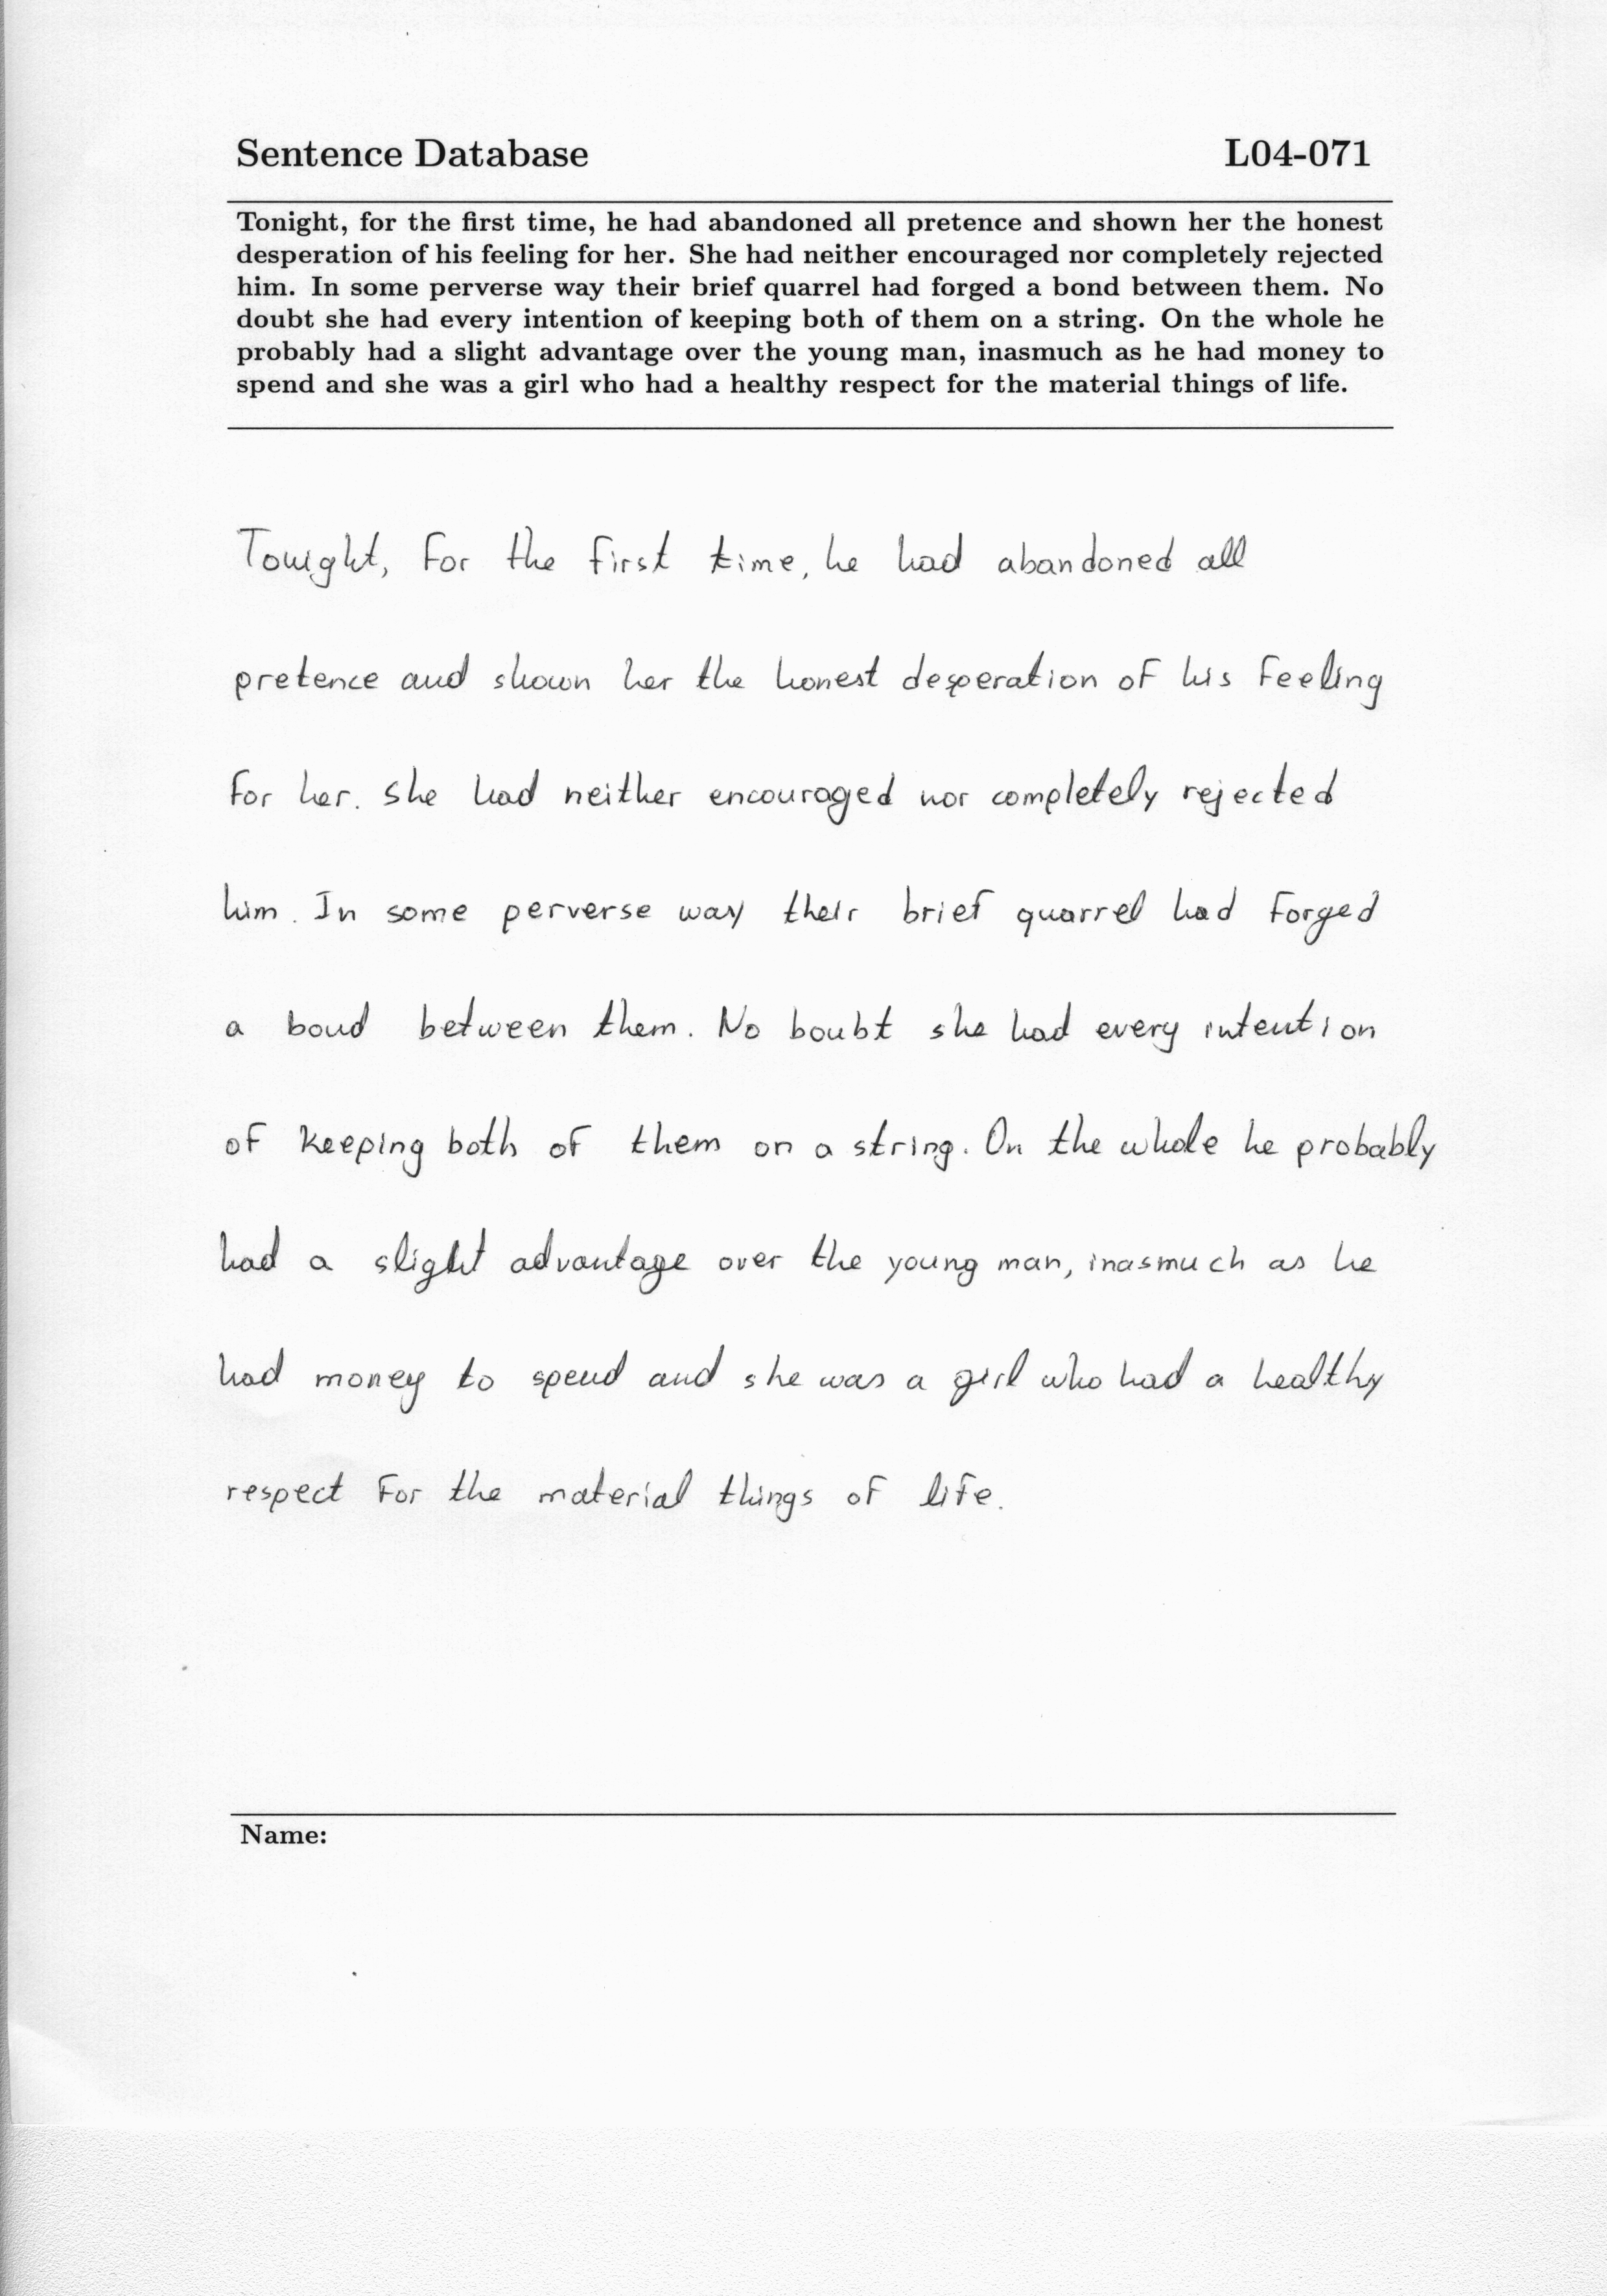 Sentence Database L04-071
Tonight, for the first time, he had abandoned all pretence and shown her the honest
desperation of his feeling for her. She had neither encouraged nor completely rejected
him. In some perverse way their brief quarrel had forged a bond between them. No
doubt she had every intention of keeping both of them on a string. On the whole he
probably had a slight advantage over the young man, inasmuch as he had money to
spend and she was a girl who had a healthy respect for the material things of life.
Tonight, for the first time, he had abandoned all
pretence and shown her the honest desperation of his feeling
for her. She had neither encouraged nor completely rejected
him. In some perverse way their brief quarrel had forged
a bond between them. No boubt she had every intention
of keeping both of them on a string. On the whole he probably
had a slight advantage over the young man, inasmuch as he
had money to spend and she was a girl who had a healthy
respect for the material things of life.
Name: